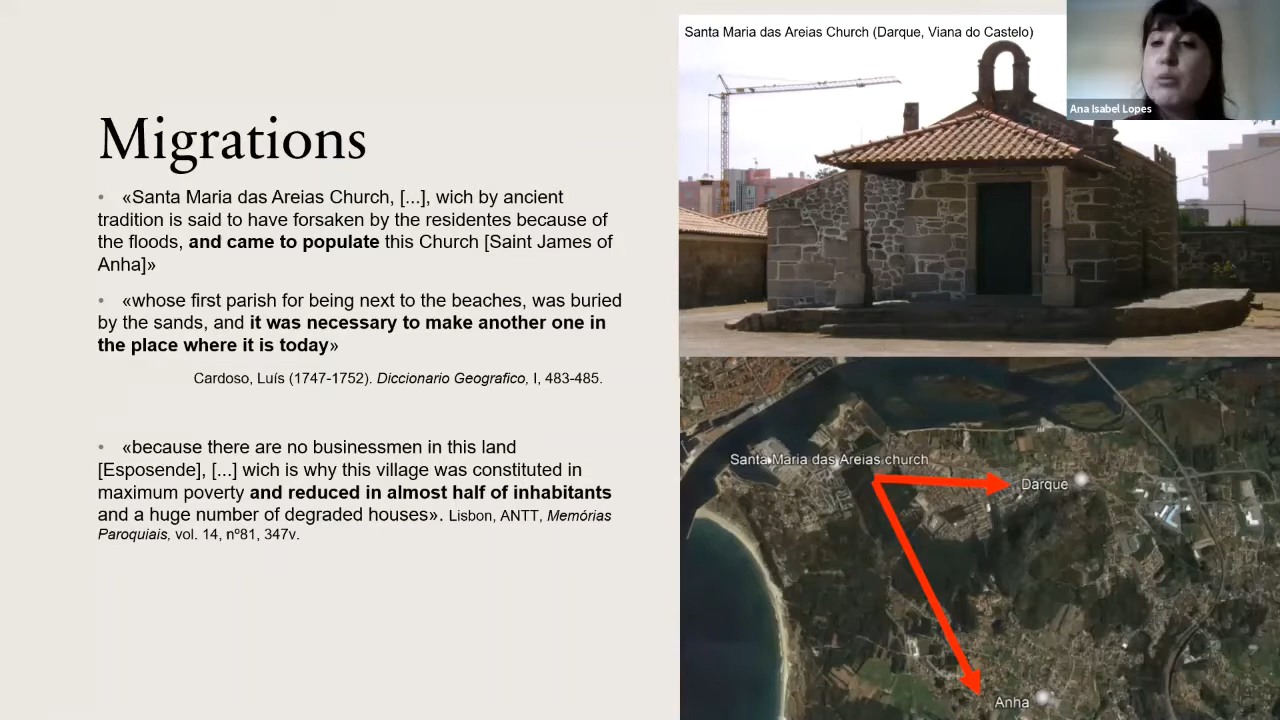 Migrations
• «Santa Maria das Areias Church, [...], wich by ancient
tradition is said to have forsaken by the residentes because of
the floods, and came to populate this Church [Saint James of
Anha]»
• «whose first parish for being next to the beaches, was buried
by the sands, and it was necessary to make another one in
the place where it is today»
Cardoso, Luís (1747-1752). Diccionario Geografico, I, 483-485.
• «because there are no businessmen in this land
[Esposende], [...] wich is why this village was constituted in
maximum poverty and reduced in almost half of inhabitants
and a huge number of degraded houses». Lisbon, ANTT, Memórias
Paroquiais, vol. 14, nº81, 347v.
Santa Maria das Areias Church (Darque, Viana do Castelo)
Ana Isabel Lopes
Santa Maria das Areias church
Darque
Anha